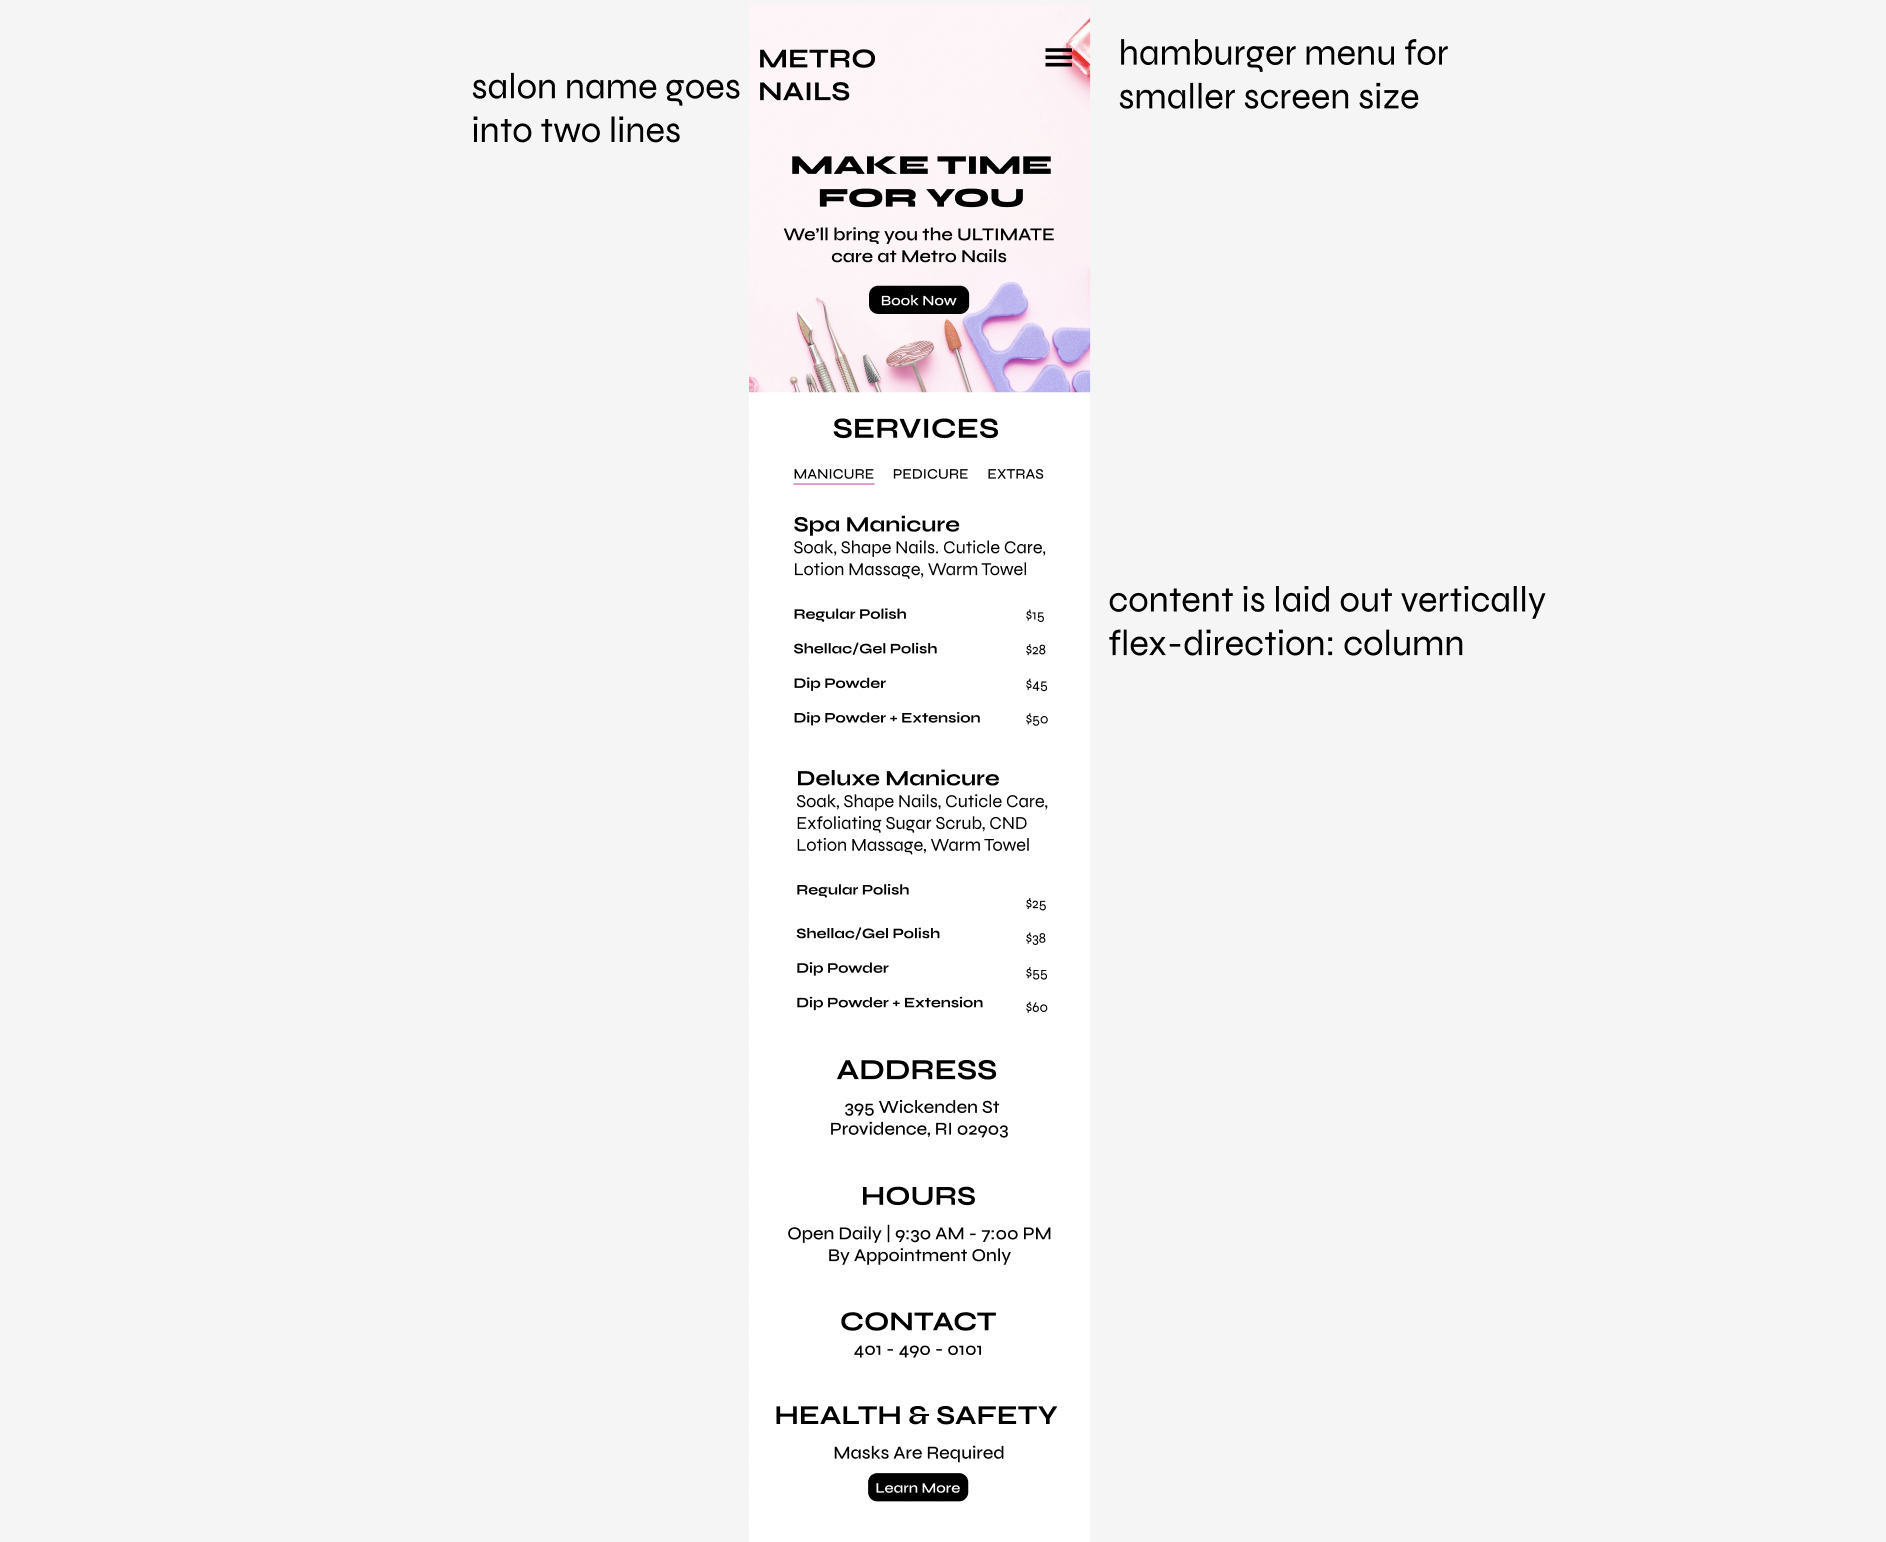 salon name goes
into two lines
METRO
NAILS
hamburger menu for
smaller screen size
MAKE TIME
FOR YOU
We'll bring you the ULTIMATE
care at Metro Nails
Book Now
SERVICES
MANICURE PEDICURE EXTRAS
Spa Manicure
Soak, Shape Nails. Cuticle Care,
Lotion Massage, Warm Towel
content is laid out vertically
flex-direction: column
Regular Polish $15
Shellac/Gel Polish $28
Dip Powder $45
Dip Powder + Extension $50
Deluxe Manicure
Soak, Shape Nails, Cuticle Care,
Exfoliating Sugar Scrub, CND
Lotion Massage, Warm Towel
Regular Polish $25
Shellac/Gel Polish $38
Dip Powder $55
Dip Powder + Extension $60
ADDRESS
395 Wickenden St
Providence, RI 02903
HOURS
Open Daily | 9:30 AM - 7:00 PM
By Appointment Only
CONTACT
401 - 490 - 0101
HEALTH & SAFETY
Masks Are Required
Learn More